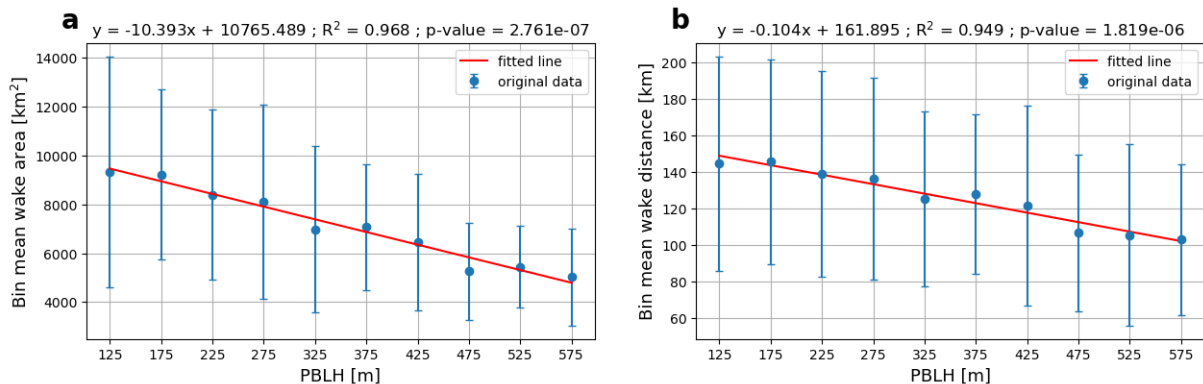 a
y = -10.393x + 10765.489 ; R² = 0.968 ; p-value = 2.761e-07
fitted line
original data
Bin mean wake area [km²]
14000
12000
10000
8000
6000
4000
125 175 225 275 325 375 425 475 525 575
PBLH [m]
b
y = -0.104x + 161.895 ; R² = 0.949 ; p-value = 1.819e-06
fitted line
original data
Bin mean wake distance [km]
200
180
160
140
120
100
80
60
125 175 225 275 325 375 425 475 525 575
PBLH [m]